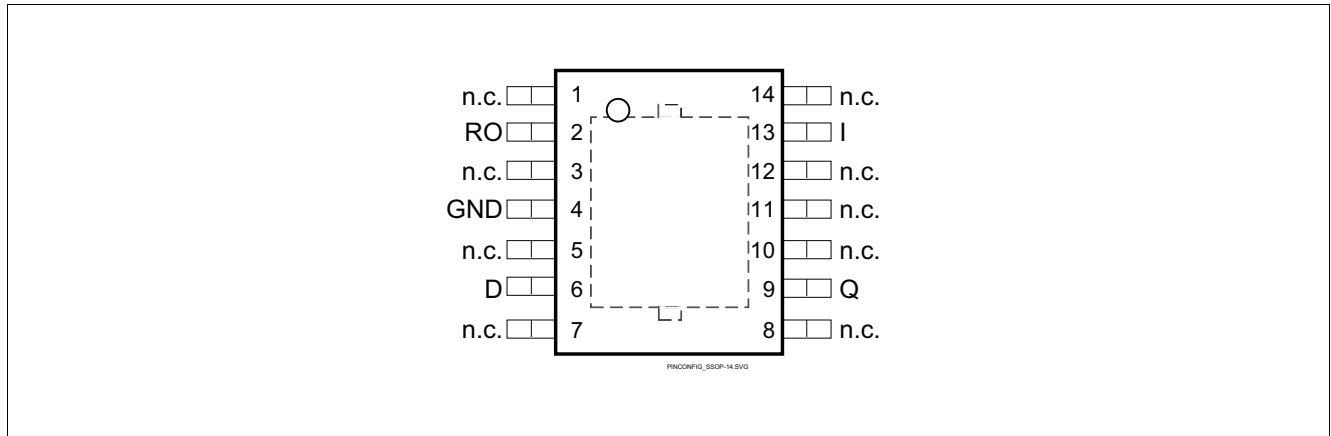 n.c. 1 14 n.c.
RO 2 13 I
n.c. 3 12 n.c.
GND 4 11 n.c.
n.c. 5 10 n.c.
D 6 9 Q
n.c. 7 8 n.c.
PINCONFIG_SSOP-14.SVG